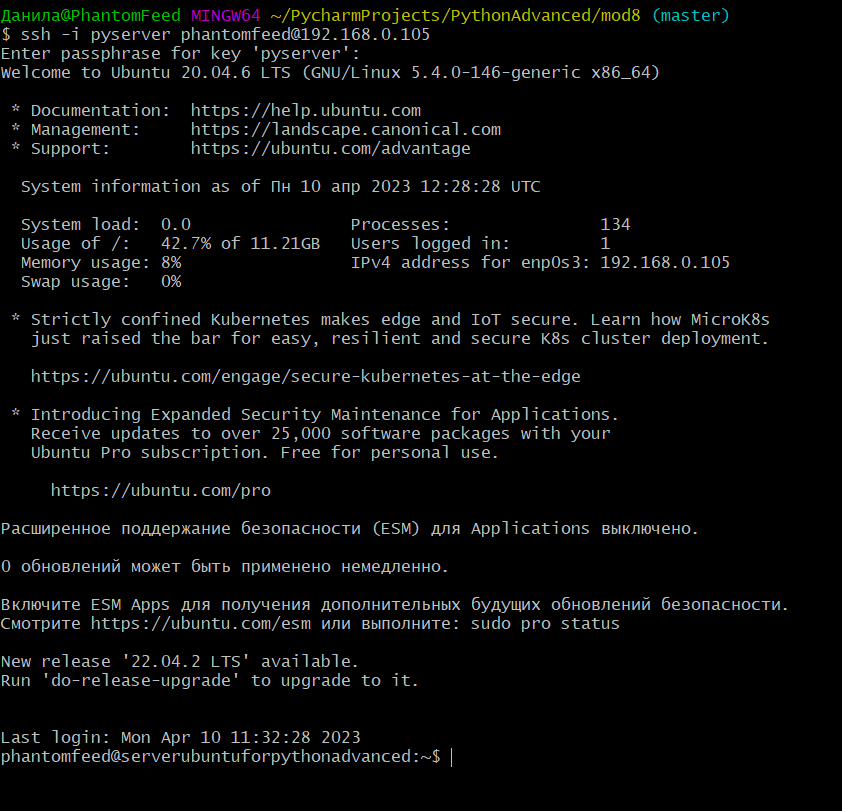 Данила@PhantomFeed MINGW64 ~/PycharmProjects/PythonAdvanced/mod8 (master)
$ ssh -i pyserver phantomfeed@192.168.0.105
Enter passphrase for key 'pyserver':
Welcome to Ubuntu 20.04.6 LTS (GNU/Linux 5.4.0-146-generic x86_64)
* Documentation:  https://help.ubuntu.com
* Management:     https://landscape.canonical.com
* Support:        https://ubuntu.com/advantage
System information as of Пн 10 апр 2023 12:28:28 UTC
System load:  0.0                Processes:               134
Usage of /:   42.7% of 11.21GB   Users logged in:         1
Memory usage: 8%                 IPv4 address for enp0s3: 192.168.0.105
Swap usage:   0%
* Strictly confined Kubernetes makes edge and IoT secure. Learn how MicroK8s
just raised the bar for easy, resilient and secure K8s cluster deployment.
https://ubuntu.com/engage/secure-kubernetes-at-the-edge
* Introducing Expanded Security Maintenance for Applications.
Receive updates to over 25,000 software packages with your
Ubuntu Pro subscription. Free for personal use.
https://ubuntu.com/pro
Расширенное поддержание безопасности (ESM) для Applications выключено.
0 обновлений может быть применено немедленно.
Включите ESM Apps для получения дополнительных будущих обновлений безопасности.
Смотрите https://ubuntu.com/esm или выполните: sudo pro status
New release '22.04.2 LTS' available.
Run 'do-release-upgrade' to upgrade to it.
Last login: Mon Apr 10 11:32:28 2023
phantomfeed@serverubuntuforpythonadvanced:~$